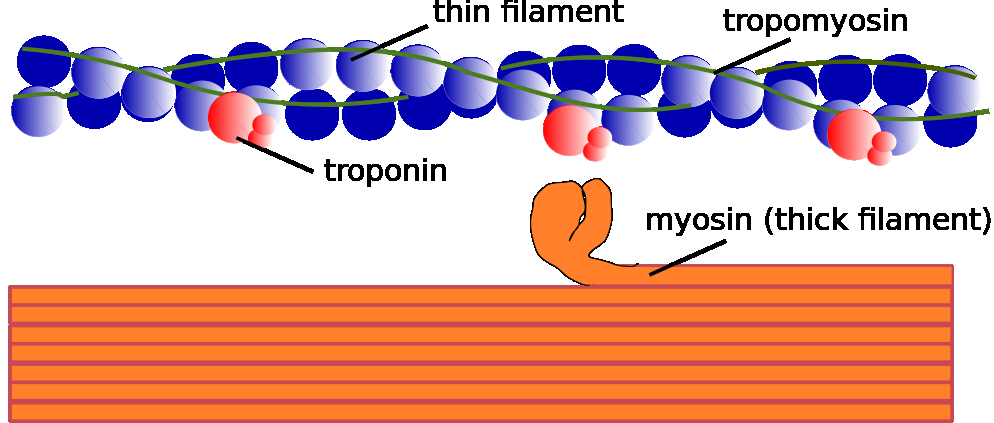 thin filament
tropomyosin
troponin
myosin (thick filament)